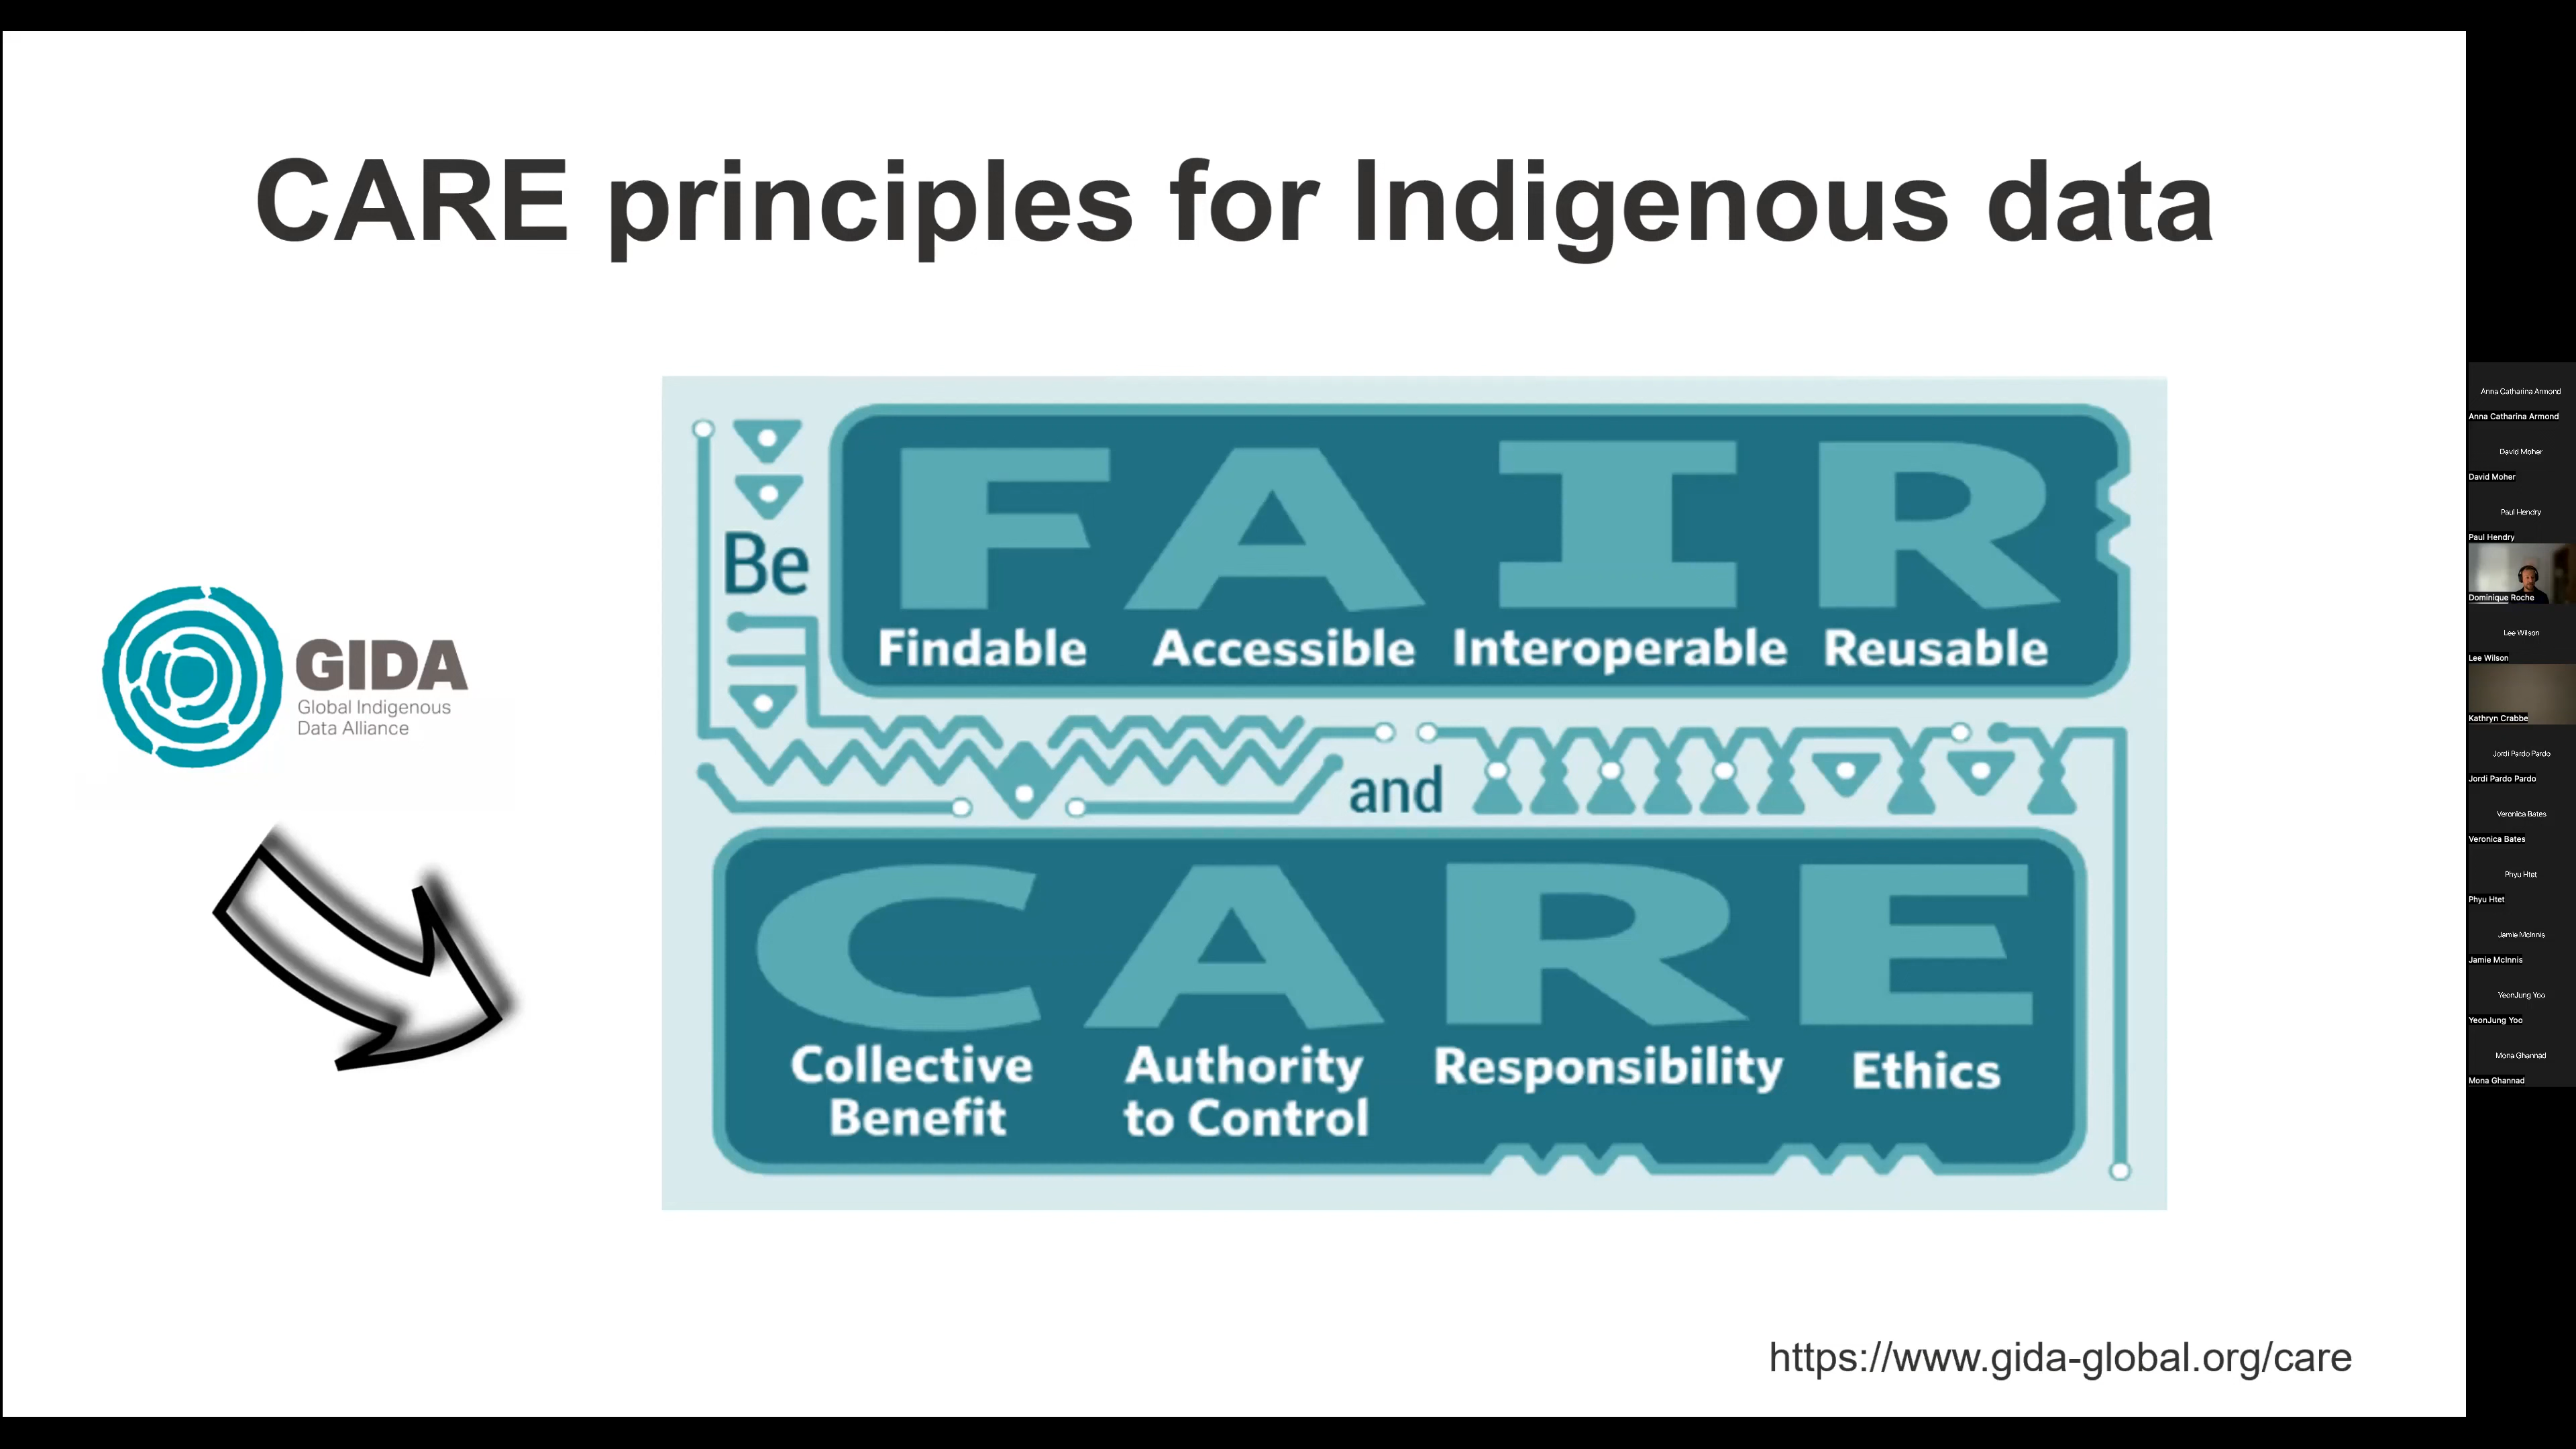 CARE principles for Indigenous data
GIDA
Global Indigenous
Data Alliance
Be
FAIR
Findable Accessible Interoperable Reusable
and
CARE
Collective Benefit
Authority to Control
Responsibility
Ethics
https://www.gida-global.org/care
Anna Catharina Armond
Anna Catharina Armond
David Moher
David Moher
Paul Hendry
Paul Hendry
Dominique Roche
Lee Wilson
Lee Wilson
Kathryn Crabbe
Jordi Pardo Pardo
Jordi Pardo Pardo
Veronica Bates
Veronica Bates
Phyu Htet
Phyu Htet
Jamie McInnis
Jamie McInnis
YeonJung Yoo
YeonJung Yoo
Mona Ghannad
Mona Ghannad